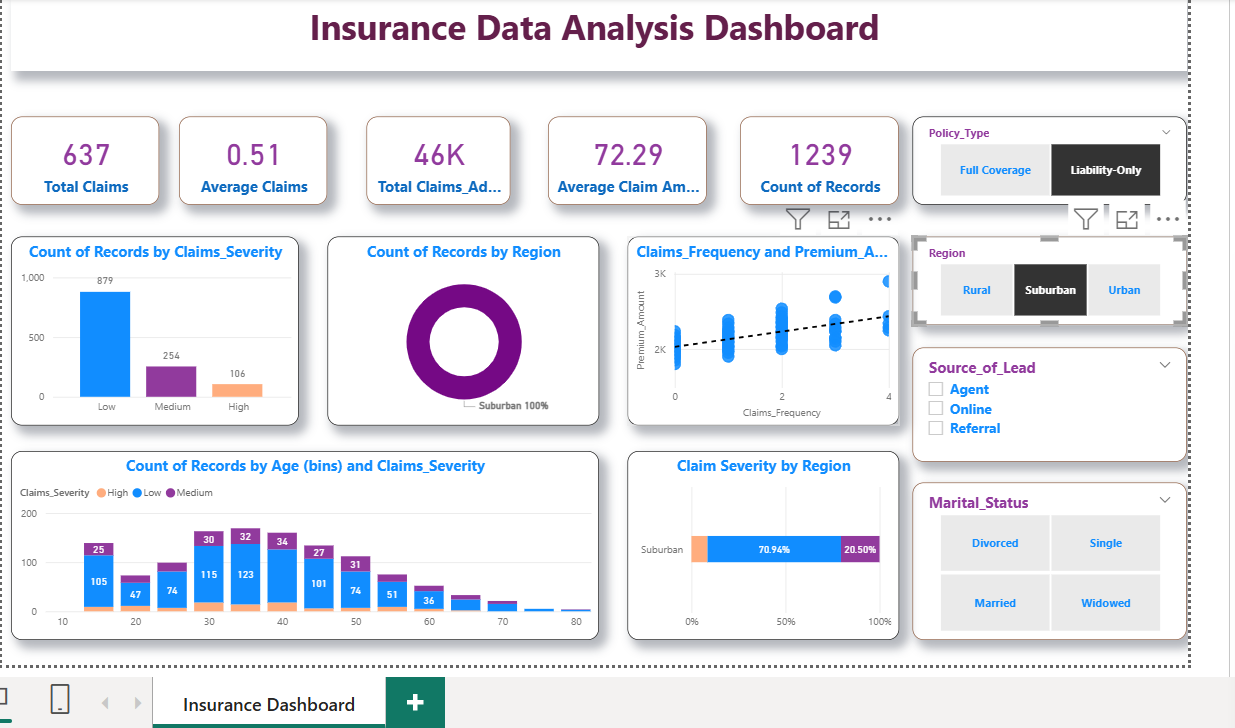 Insurance Data Analysis Dashboard
637
Total Claims
0.51
Average Claims
46K
Total Claims_Ad...
72.29
Average Claim Am...
1239
Count of Records
Policy_Type
Full Coverage
Liability-Only
Count of Records by Claims_Severity
1,000
500
0
879
254
106
Low
Medium
High
Count of Records by Region
Suburban 100%
Claims_Frequency and Premium_A...
Premium_Amount
3K
2K
0
2
4
Claims_Frequency
Region
Rural
Suburban
Urban
Source_of_Lead
Agent
Online
Referral
Count of Records by Age (bins) and Claims_Severity
Claims_Severity High Low Medium
200
100
0
25
105
47
74
30
115
32
123
34
27
101
31
74
51
36
10 20 30 40 50 60 70 80
Claim Severity by Region
Suburban
70.94%
20.50%
0% 50% 100%
Marital_Status
Divorced
Single
Married
Widowed
Insurance Dashboard